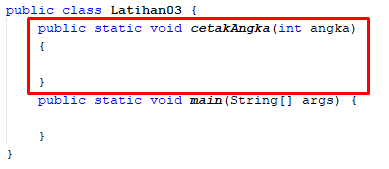 public class Latihan03 {
public static void cetakAngka(int angka)
{
}
public static void main(String[] args) {
}
}